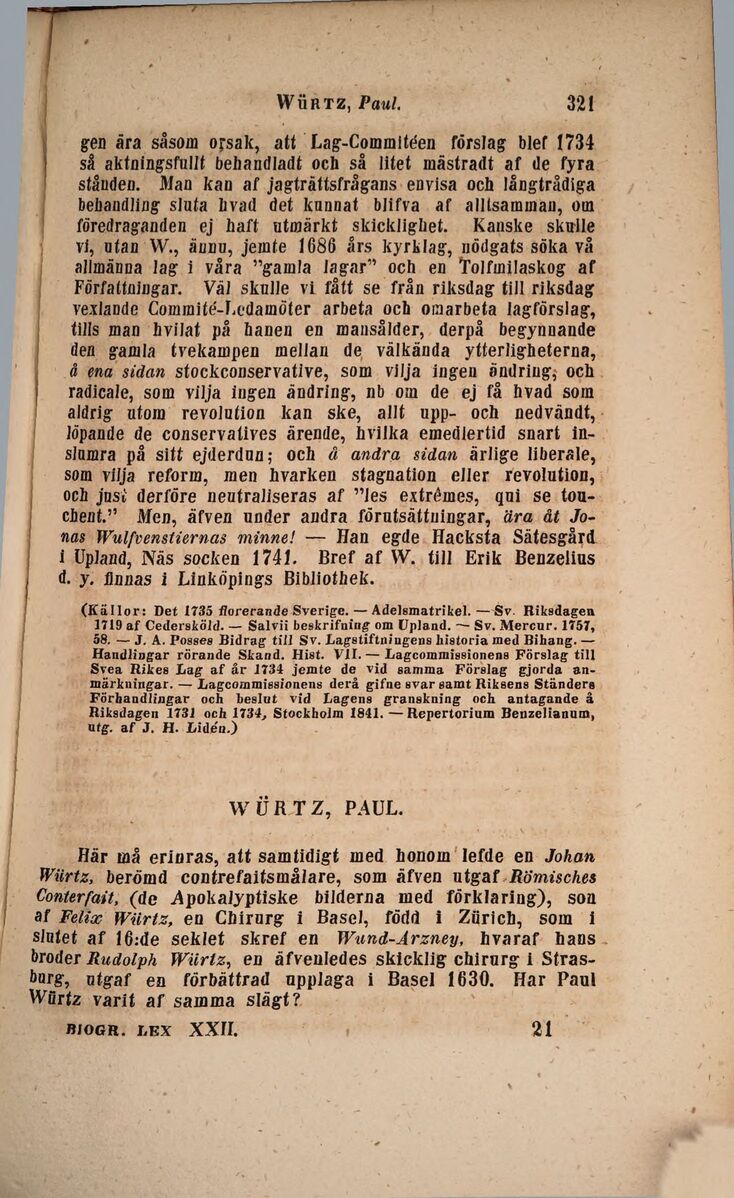 WÜRTZ, Paul. 321
gen ära såsom orsak, att Lag-Committéen förslag blef 1734
så aktningsfullt behandladt och så litet mästradt af de fyra
stånden. Man kan af jagträttsfrågans envisa och långtrådiga
behandling sluta hvad det kunnat blifva af alltsamman, om
föredraganden ej haft utmärkt skicklighet. Kanske skulle
vi, utan W., ännu, jemte 1686 års kyrklag, nödgats söka vå
allmänna lag i våra "gamla lagar" och en Tolfmilaskog af
Författningar. Väl skulle vi fått se från riksdag till riksdag
vexlande Commité-Ledamöter arbeta och omarbeta lagförslag,
tills man hvilat på hanen en mansålder, derpå begynnande
den gamla tvekampen mellan de välkända ytterligheterna,
å ena sidan stockconservative, som vilja ingen ändring, och
radicale, som vilja ingen ändring, nb om de ej få hvad som
aldrig utom revolution kan ske, allt upp- och nedvändt,
löpande de conservatives ärende, hvilka emedlertid snart in-
slumra på sitt ejderdun; och å andra sidan ärlige liberale,
som vilja reform, men hvarken stagnation eller revolution,
och just derföre neutraliseras af "les extrêmes, qui se tou-
chent." Men, äfven under andra förutsättningar, ära åt Jo-
nas Wulfvenstiernas minne! — Han egde Hacksta Sätesgård
i Upland, Näs socken 1741. Bref af W. till Erik Benzelius
d. y. finnas i Linköpings Bibliothek.
(Källor: Det 1735 florerande Sverige. — Adelsmatrikel. — Sv. Riksdagen
1719 af Cedersköld. — Salvii beskrifning om Upland. — Sv. Mercur. 1757,
58. — J. A. Posses Bidrag till Sv. Lagstiftningens historia med Bihang. —
Handlingar rörande Skand. Hist. VII. — Lagcommissionens Förslag till
Svea Rikes Lag af år 1734 jemte de vid samma Förslag gjorda an-
märkningar. — Lagcommissionens derå gifne svar samt Riksens Ständers
Förhandlingar och beslut vid Lagens granskning och antagande å
Riksdagen 1731 och 1734, Stockholm 1841. — Repertorium Benzelianum,
utg. af J. H. Lidén.)
WÜRTZ, PAUL.
Här må erinras, att samtidigt med honom lefde en Johan
Würtz, berömd contrefaitsmålare, som äfven utgaf Römisches
Conterfait, (de Apokalyptiske bilderna med förklaring), son
af Felix Würtz, en Chirurg i Basel, född i Zürich, som i
slutet af 16:de seklet skref en Wund-Arzney, hvaraf hans
broder Rudolph Würtz, en äfvenledes skicklig chirurg i Stras-
burg, utgaf en förbättrad upplaga i Basel 1630. Har Paul
Würtz varit af samma slägt?
BIOGR. LEX XXII. 21